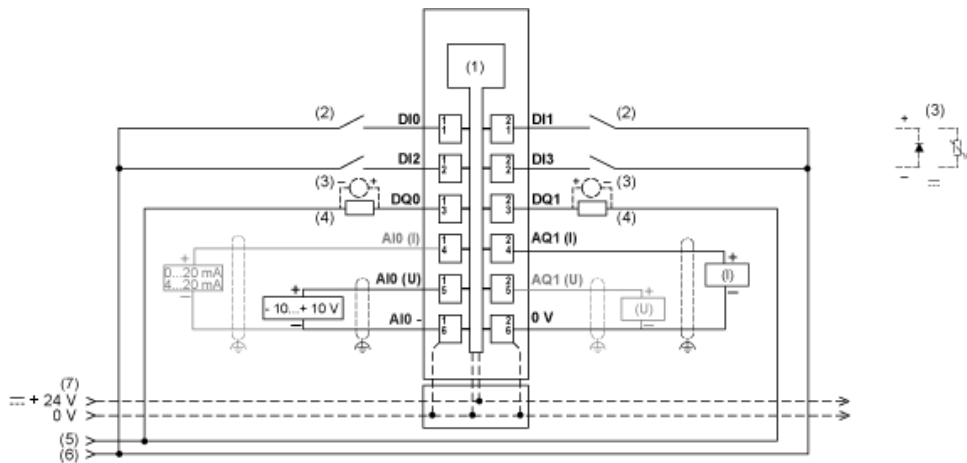 (1)
(2) DI0 1 1 2 1 DI1 (2)
+ (3)
DI2 1 2 2 2 DI3
(3) - + + - (3)
DQ0 1 3 2 3 DQ1
(4) (4)
- ⎓
AI0 (I) 1 4 2 4 AQ1 (I)
+ +
0...20 mA
4...20 mA
(I)
- -
AI0 (U) 1 5 2 5 AQ1 (U)
+ +
- 10...+ 10 V
(U)
- -
AI0 - 1 6 2 6 0 V
(7)
⎓ + 24 V
0 V
(5)
(6)